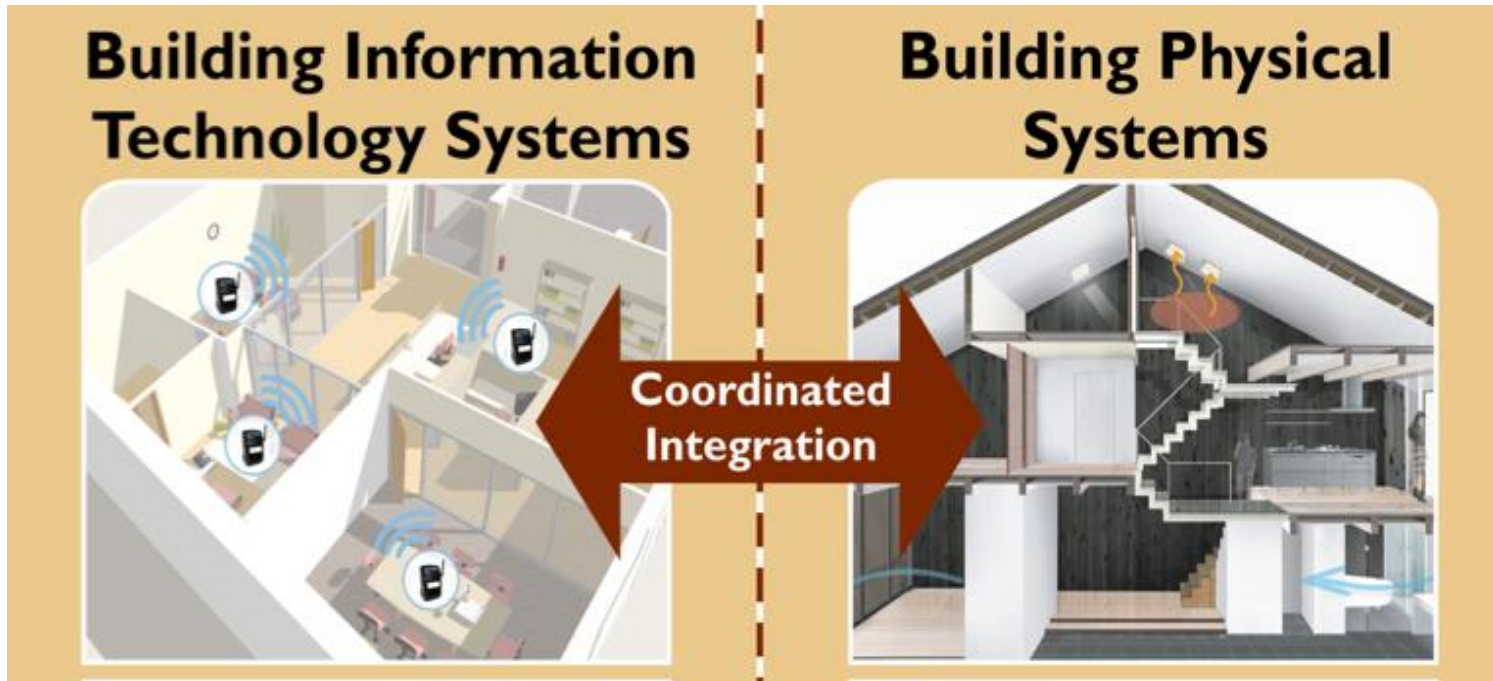 Building Information
Technology Systems
Building Physical
Systems
Coordinated
Integration